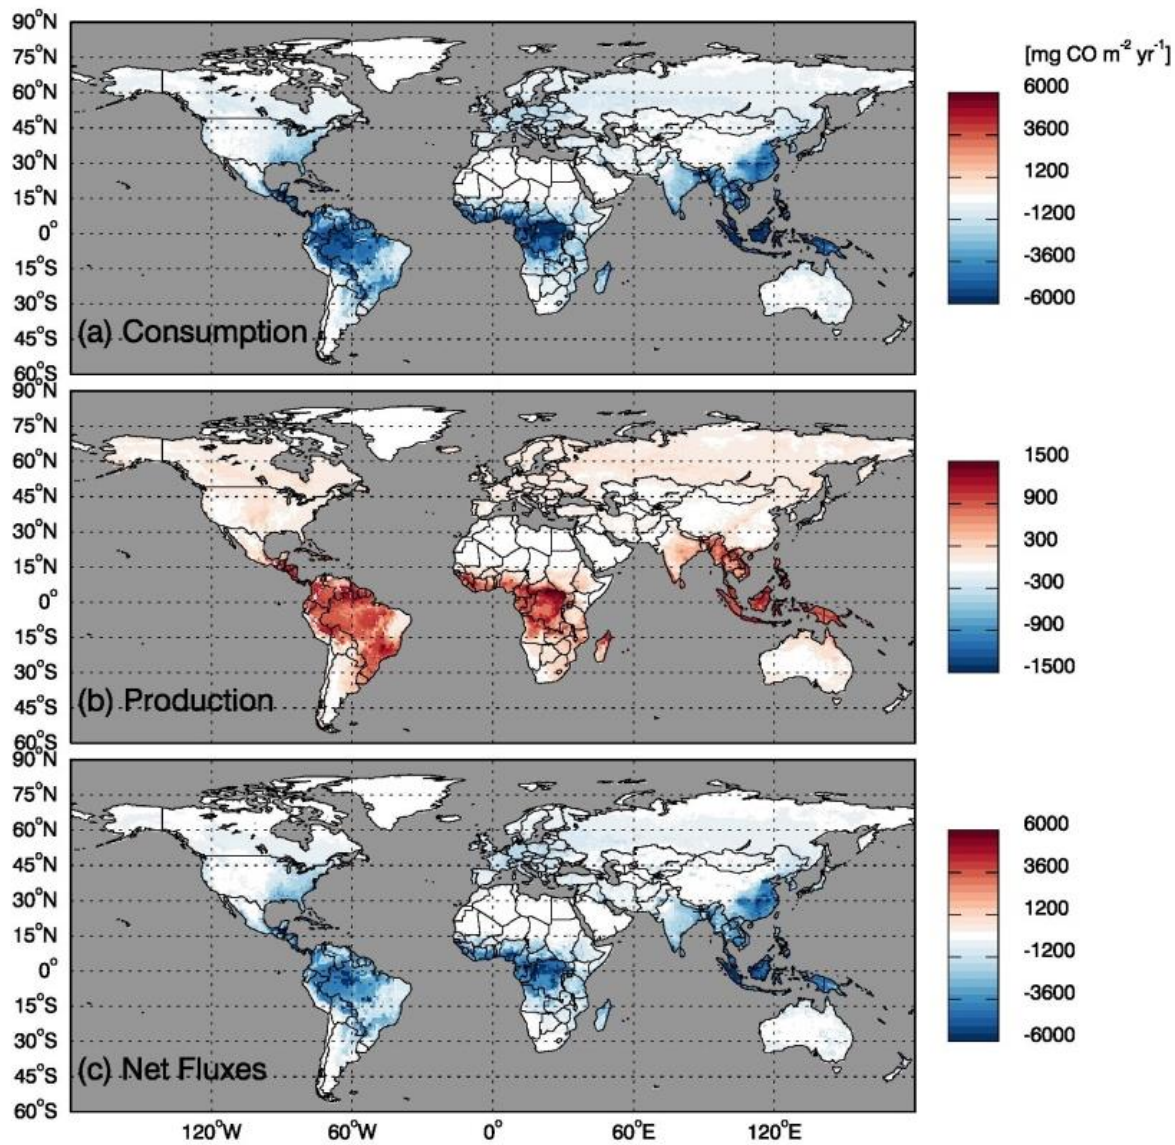 90°N
75°N
60°N
45°N
30°N
15°N
0°
15°S
30°S
45°S
60°S
(a) Consumption
[mg CO m-2 yr-1]
6000
3600
1200
-1200
-3600
-6000
90°N
75°N
60°N
45°N
30°N
15°N
0°
15°S
30°S
45°S
60°S
(b) Production
1500
900
300
-300
-900
-1500
90°N
75°N
60°N
45°N
30°N
15°N
0°
15°S
30°S
45°S
60°S
(c) Net Fluxes
6000
3600
1200
-1200
-3600
-6000
120°W 60°W 0° 60°E 120°E